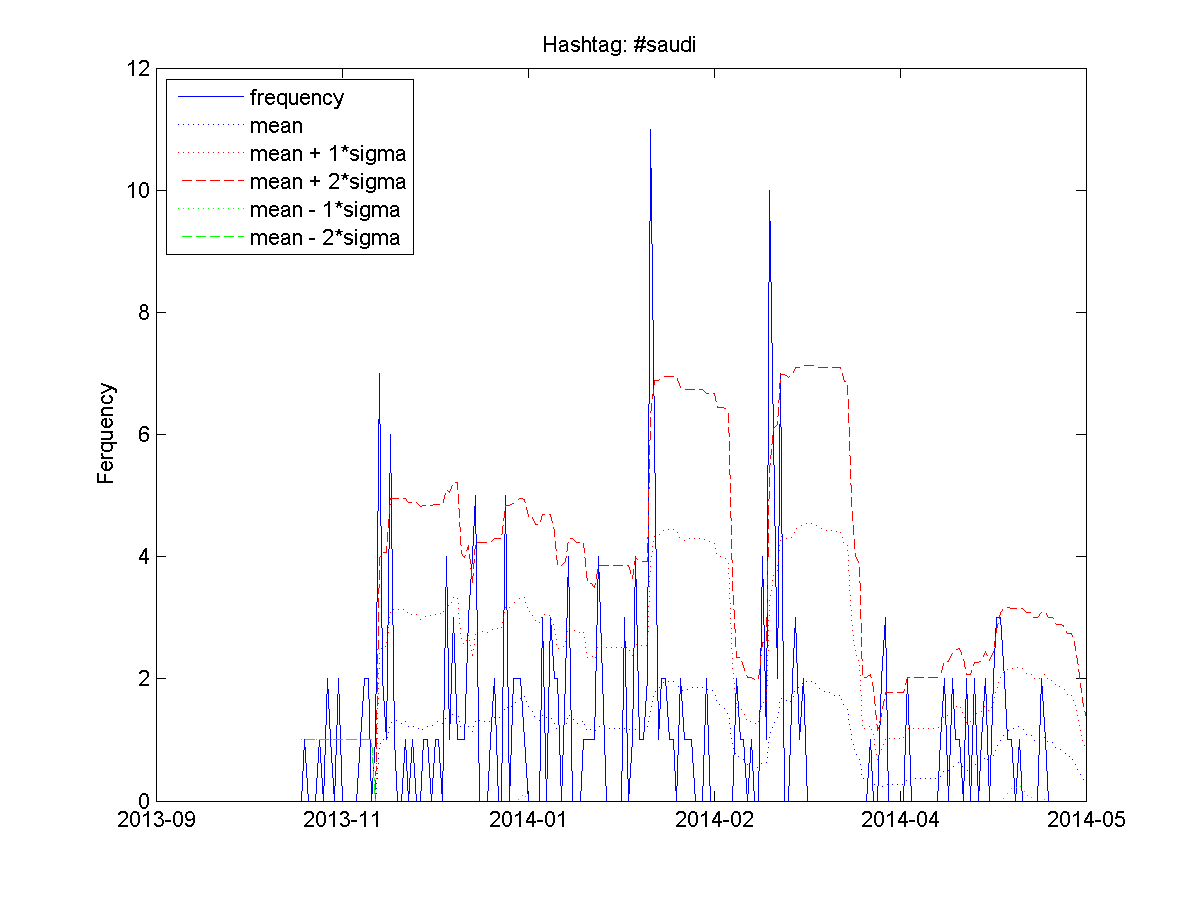 Hashtag: #saudi
12
10
8
6
4
2
0
Ferquency
frequency
mean
mean + 1*sigma
mean + 2*sigma
mean - 1*sigma
mean - 2*sigma
2013-09 2013-11 2014-01 2014-02 2014-04 2014-05